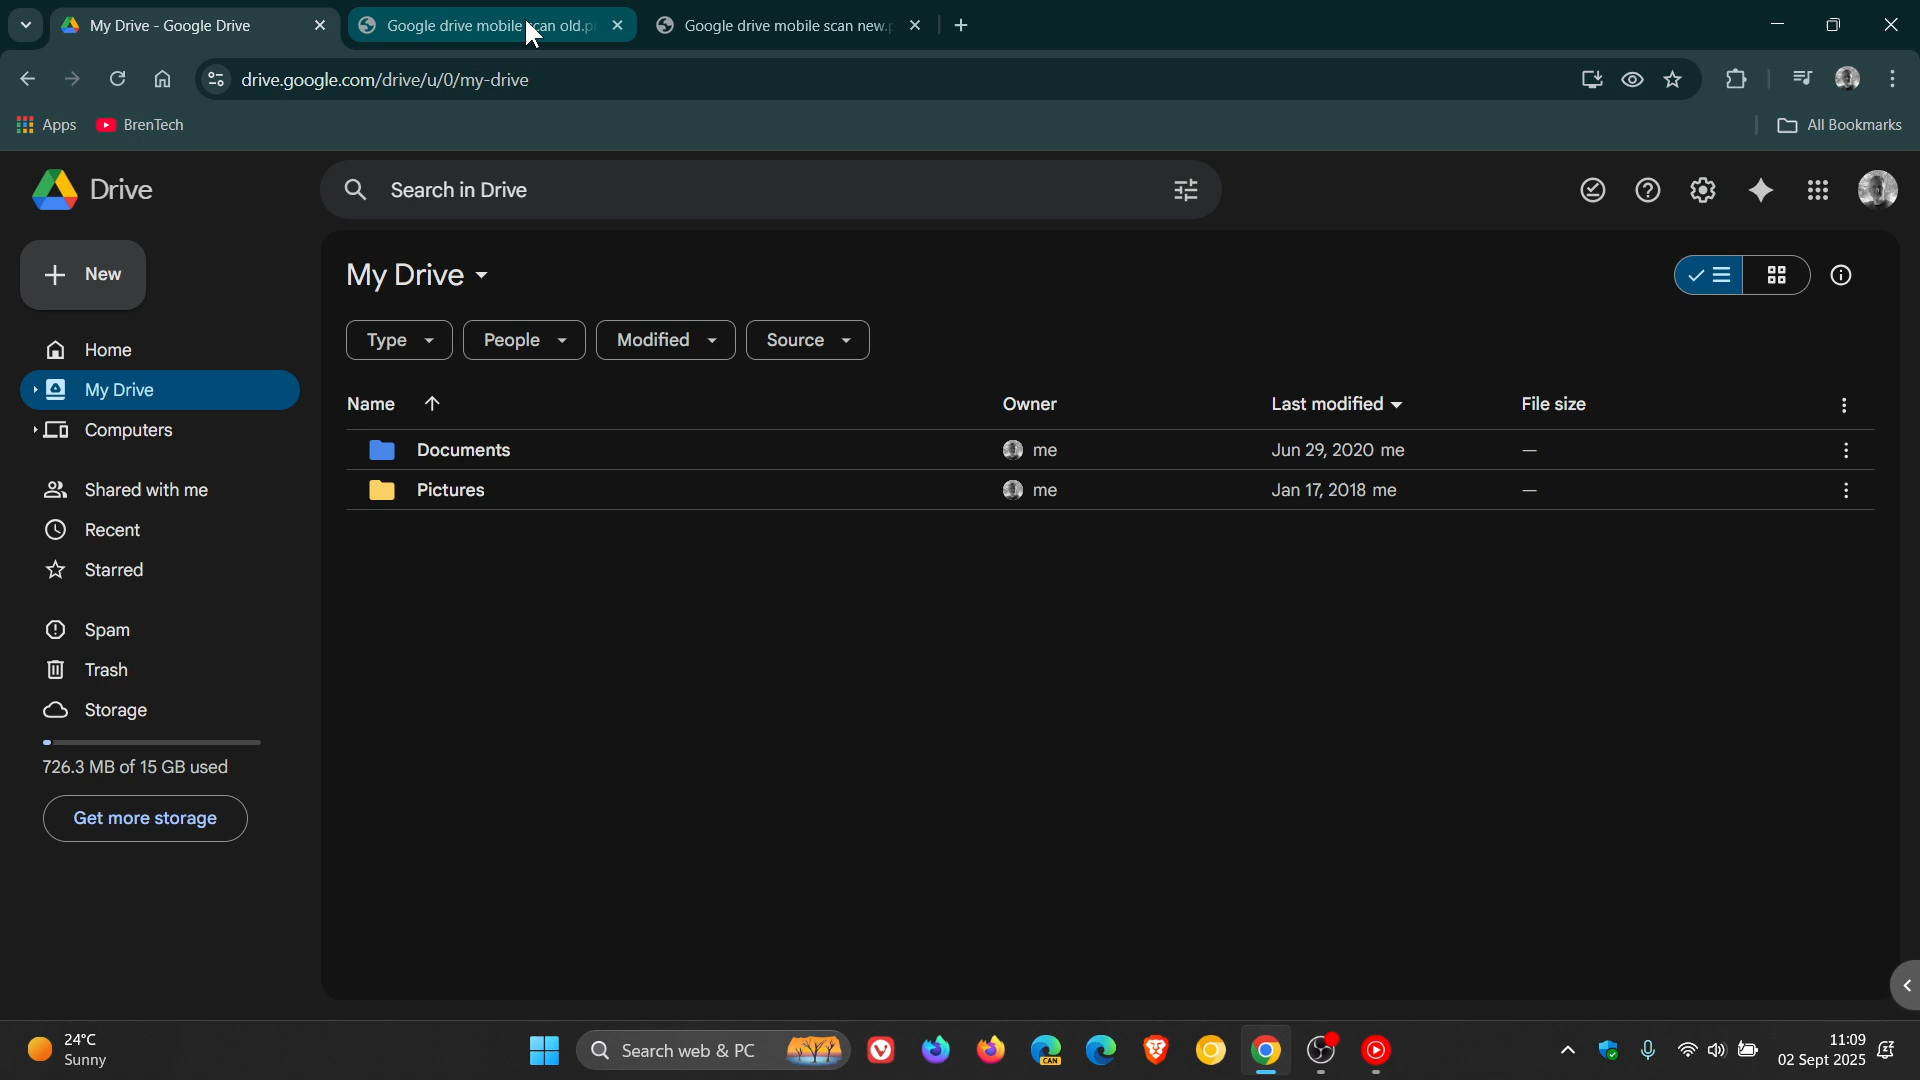 My Drive - Google Drive
Google drive mobile scan old.p
Google drive mobile scan new.p
drive.google.com/drive/u/0/my-drive
Apps
BrenTech
All Bookmarks
Drive
Search in Drive
New
My Drive
Type
People
Modified
Source
Home
My Drive
Computers
Shared with me
Recent
Starred
Spam
Trash
Storage
726.3 MB of 15 GB used
Get more storage
Name
Owner
Last modified
File size
Documents
me
Jun 29, 2020 me
—
Pictures
me
Jan 17, 2018 me
—
24°C
Sunny
Search web & PC
CAN
11:09
02 Sept 2025